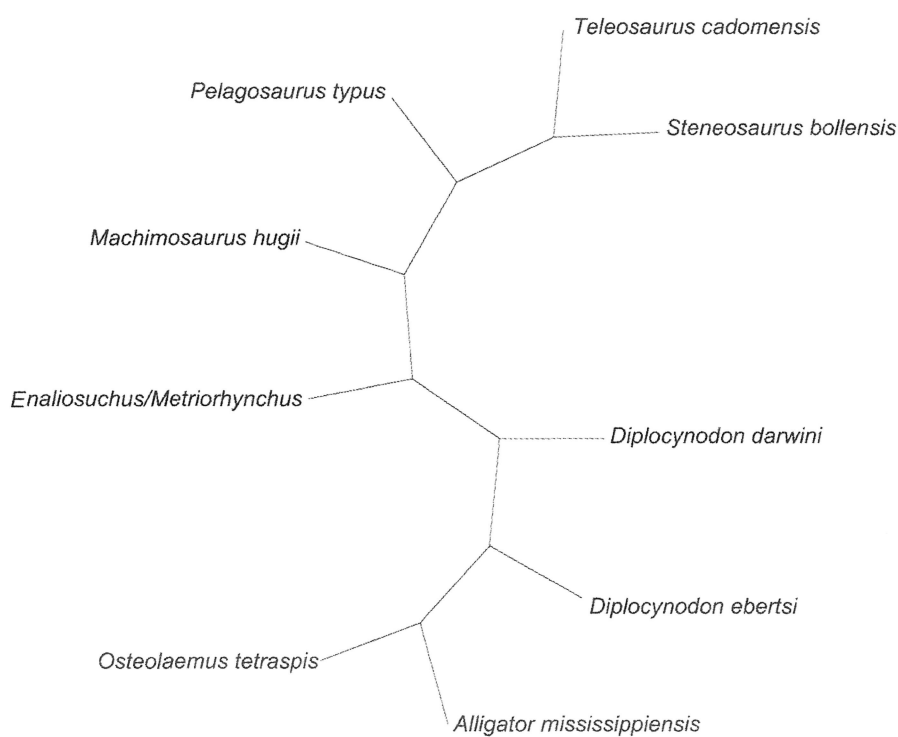 Teleosaurus cadomensis
Pelagosaurus typus
Steneosaurus bollensis
Machimosaurus hugii
Enaliosuchus/Metriorhynchus
Diplocynodon darwini
Diplocynodon ebertsi
Osteolaemus tetraspis
Alligator mississippiensis